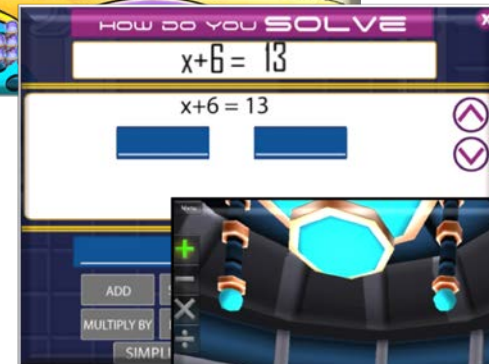 HOW DO YOU SOLVE
X
x+6 = 13
x+6 = 13
ADD
MULTIPLY BY
+
−
×
÷